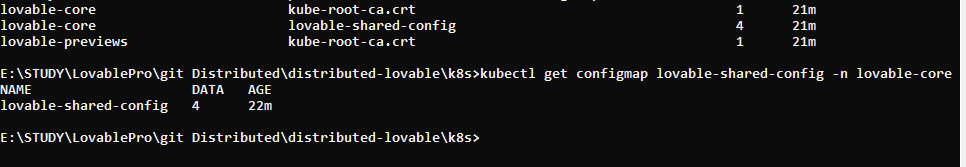 lovable-core kube-root-ca.crt 1 21m
lovable-core lovable-shared-config 4 21m
lovable-previews kube-root-ca.crt 1 21m
E:\STUDY\LovablePro\git Distributed\distributed-lovable\k8s>kubectl get configmap lovable-shared-config -n lovable-core
NAME DATA AGE
lovable-shared-config 4 22m
E:\STUDY\LovablePro\git Distributed\distributed-lovable\k8s>